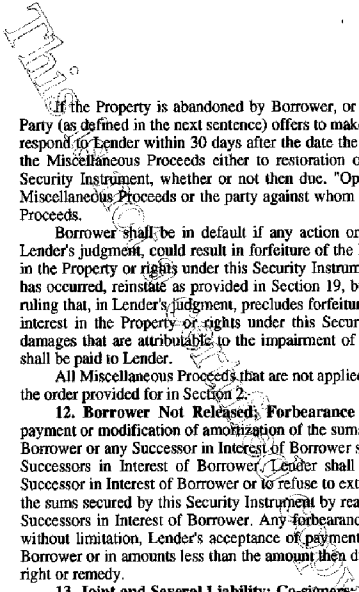 If the Property is abandoned by Borrower, or
Party (as defined in the next sentence) offers to mak
respond to Lender within 30 days after the date the
the Miscellaneous Proceeds either to restoration o
Security Instrument, whether or not then due. "Op
Miscellaneous Proceeds or the party against whom
Proceeds.
Borrower shall be in default if any action or
Lender's judgment, could result in forfeiture of the
in the Property or rights under this Security Instrum
has occurred, reinstate as provided in Section 19, b
ruling that, in Lender's judgment, precludes forfeitur
interest in the Property or rights under this Secur
damages that are attributable to the impairment of
shall be paid to Lender.
All Miscellaneous Proceeds that are not applied
the order provided for in Section 2.
12. Borrower Not Released; Forbearance
payment or modification of amortization of the sums
Borrower or any Successor in Interest of Borrower s
Successors in Interest of Borrower. Lender shall
Successor in Interest of Borrower or to refuse to ext
the sums secured by this Security Instrument by rea
Successors in Interest of Borrower. Any forbearanc
without limitation, Lender's acceptance of payment
Borrower or in amounts less than the amount then d
right or remedy.
13. Joint and Several Liability; Co-signers;
This